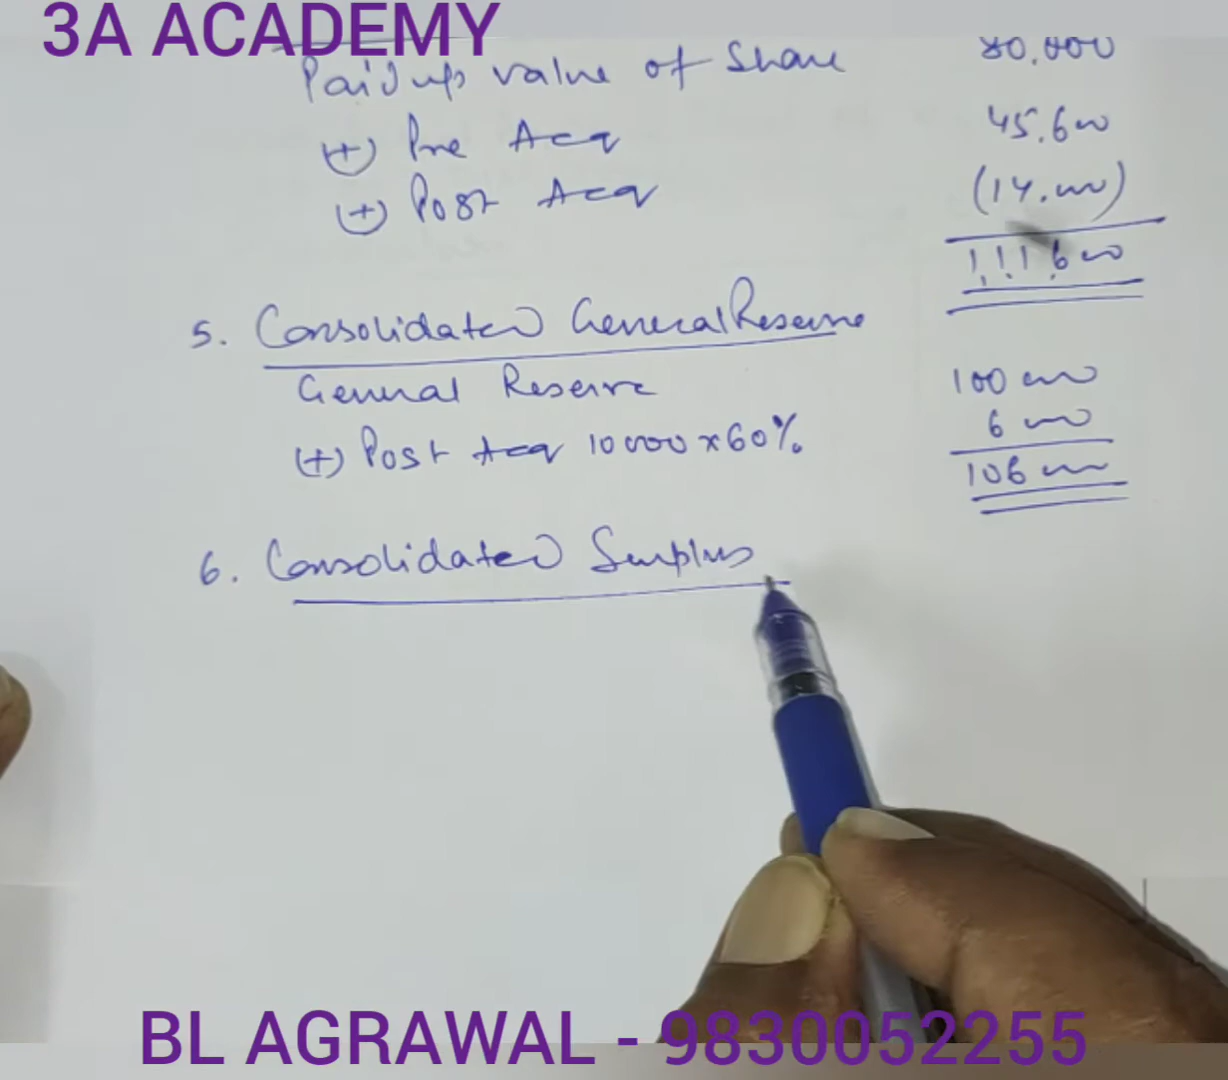 3A ACADEMY
Paid up value of Share 80,000
(+) Pre Acq 45,600
(+) Post Acq (14,000)
1,11,600
5. Consolidated General Reserve
General Reserve 100 000
(+) Post Acq 10000 x 60% 6 000
106 000
6. Consolidated Surplus
BL AGRAWAL - 9830052255